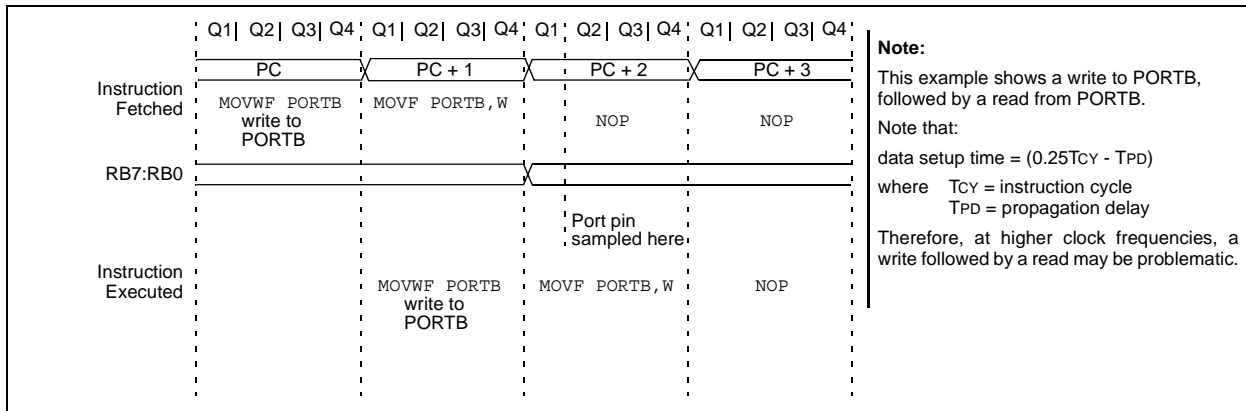 Q1| Q2| Q3| Q4 Q1| Q2| Q3| Q4 Q1 Q2| Q3| Q4 Q1| Q2| Q3| Q4
PC PC + 1 PC + 2 PC + 3
Instruction
Fetched
MOVWF PORTB
write to
PORTB
MOVF PORTB,W
NOP
NOP
RB7:RB0
Port pin
sampled here
Instruction
Executed
MOVWF PORTB
write to
PORTB
MOVF PORTB,W
NOP
Note:
This example shows a write to PORTB,
followed by a read from PORTB.
Note that:
data setup time = (0.25TCY - TPD)
where TCY = instruction cycle
TPD = propagation delay
Therefore, at higher clock frequencies, a
write followed by a read may be problematic.